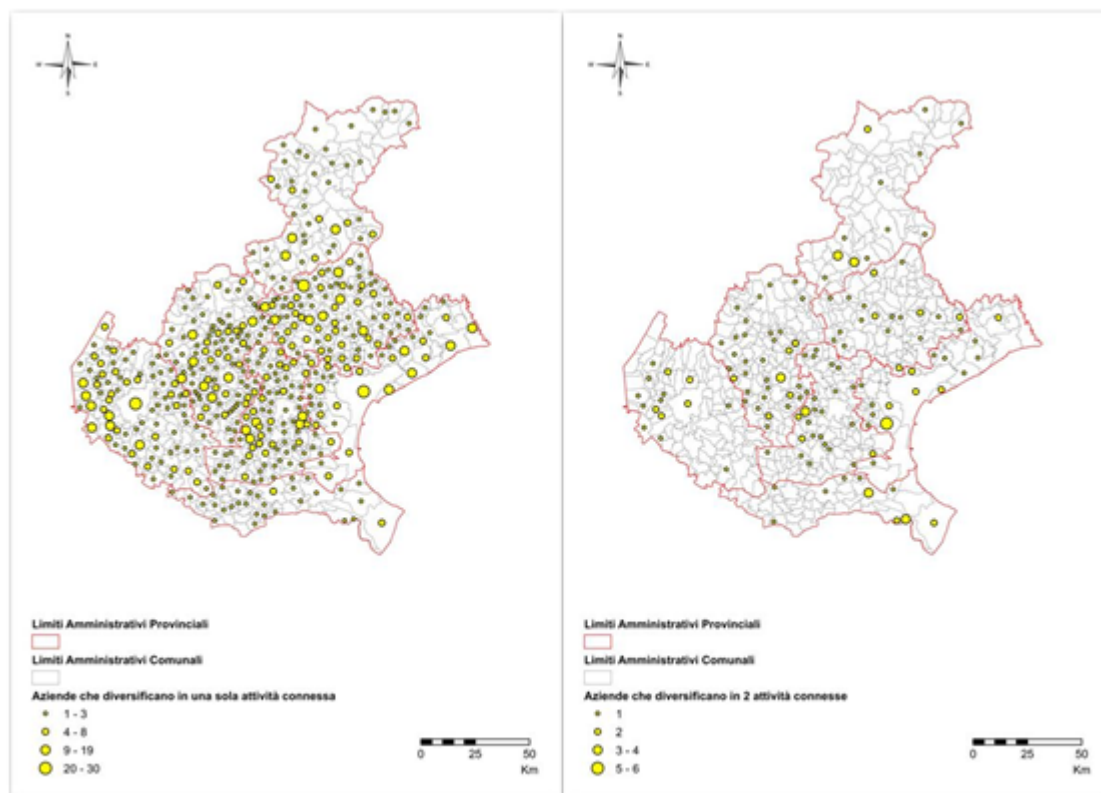 N
W E
S
Limiti Amministrativi Provinciali
Limiti Amministrativi Comunali
Aziende che diversificano in una sola attività connessa
1 - 3
4 - 8
9 - 19
20 - 30
0 25 50
Km
N
W E
S
Limiti Amministrativi Provinciali
Limiti Amministrativi Comunali
Aziende che diversificano in 2 attività connesse
1
2
3 - 4
5 - 6
0 25 50
Km